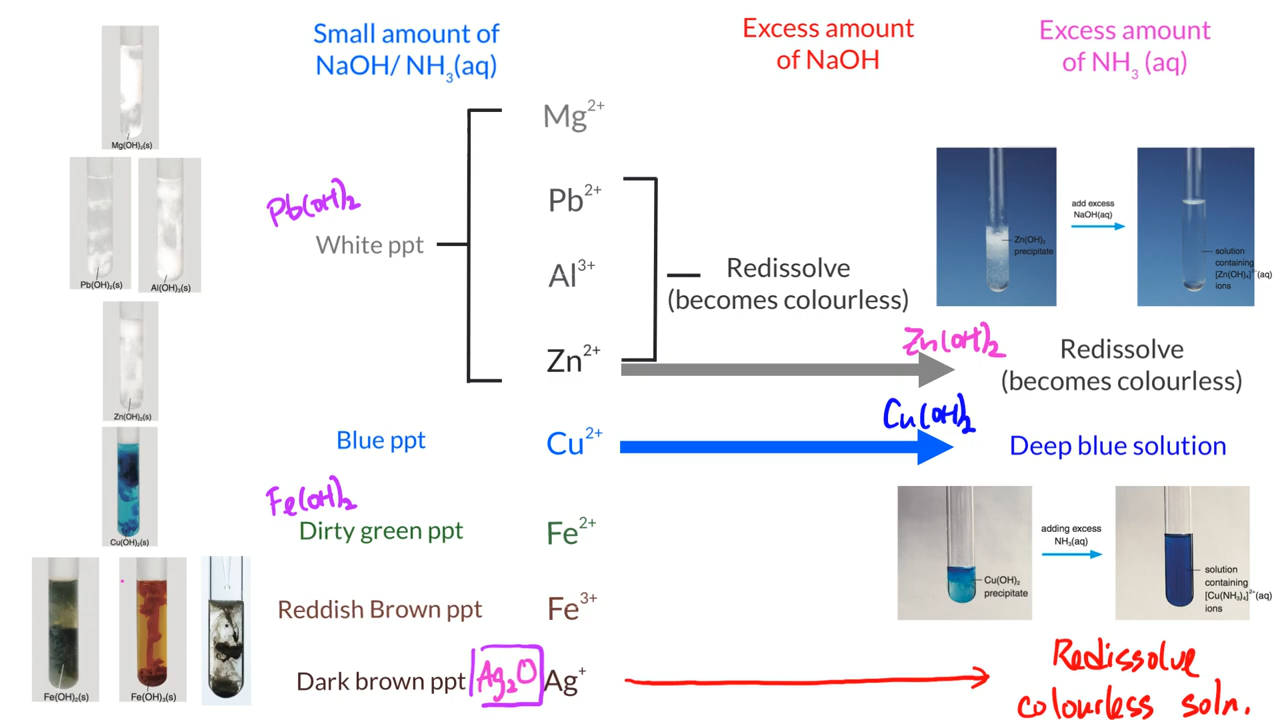 Small amount of
NaOH/ NH₃(aq)
Excess amount
of NaOH
Excess amount
of NH₃ (aq)
Mg(OH)₂(s)
Mg²⁺
Pb(OH)₂(s)
Al(OH)₃(s)
Pb(OH)₂
White ppt
Pb²⁺
Al³⁺
Zn²⁺
Redissolve
(becomes colourless)
Zn(OH)₂
precipitate
add excess
NaOH(aq)
solution
containing
[Zn(OH)₄]²⁻(aq)
ions
Zn(OH)₂(s)
Zn(OH)₂
Redissolve
(becomes colourless)
Cu(OH)₂(s)
Blue ppt
Cu²⁺
Cu(OH)₂
Deep blue solution
Fe(OH)₂
Dirty green ppt
Fe²⁺
Cu(OH)₂
precipitate
adding excess
NH₃(aq)
solution
containing
[Cu(NH₃)₄]²⁺(aq)
ions
Fe(OH)₂(s)
Fe(OH)₃(s)
Reddish Brown ppt
Fe³⁺
Dark brown ppt
Ag₂O
Ag⁺
Redissolve
colourless soln.